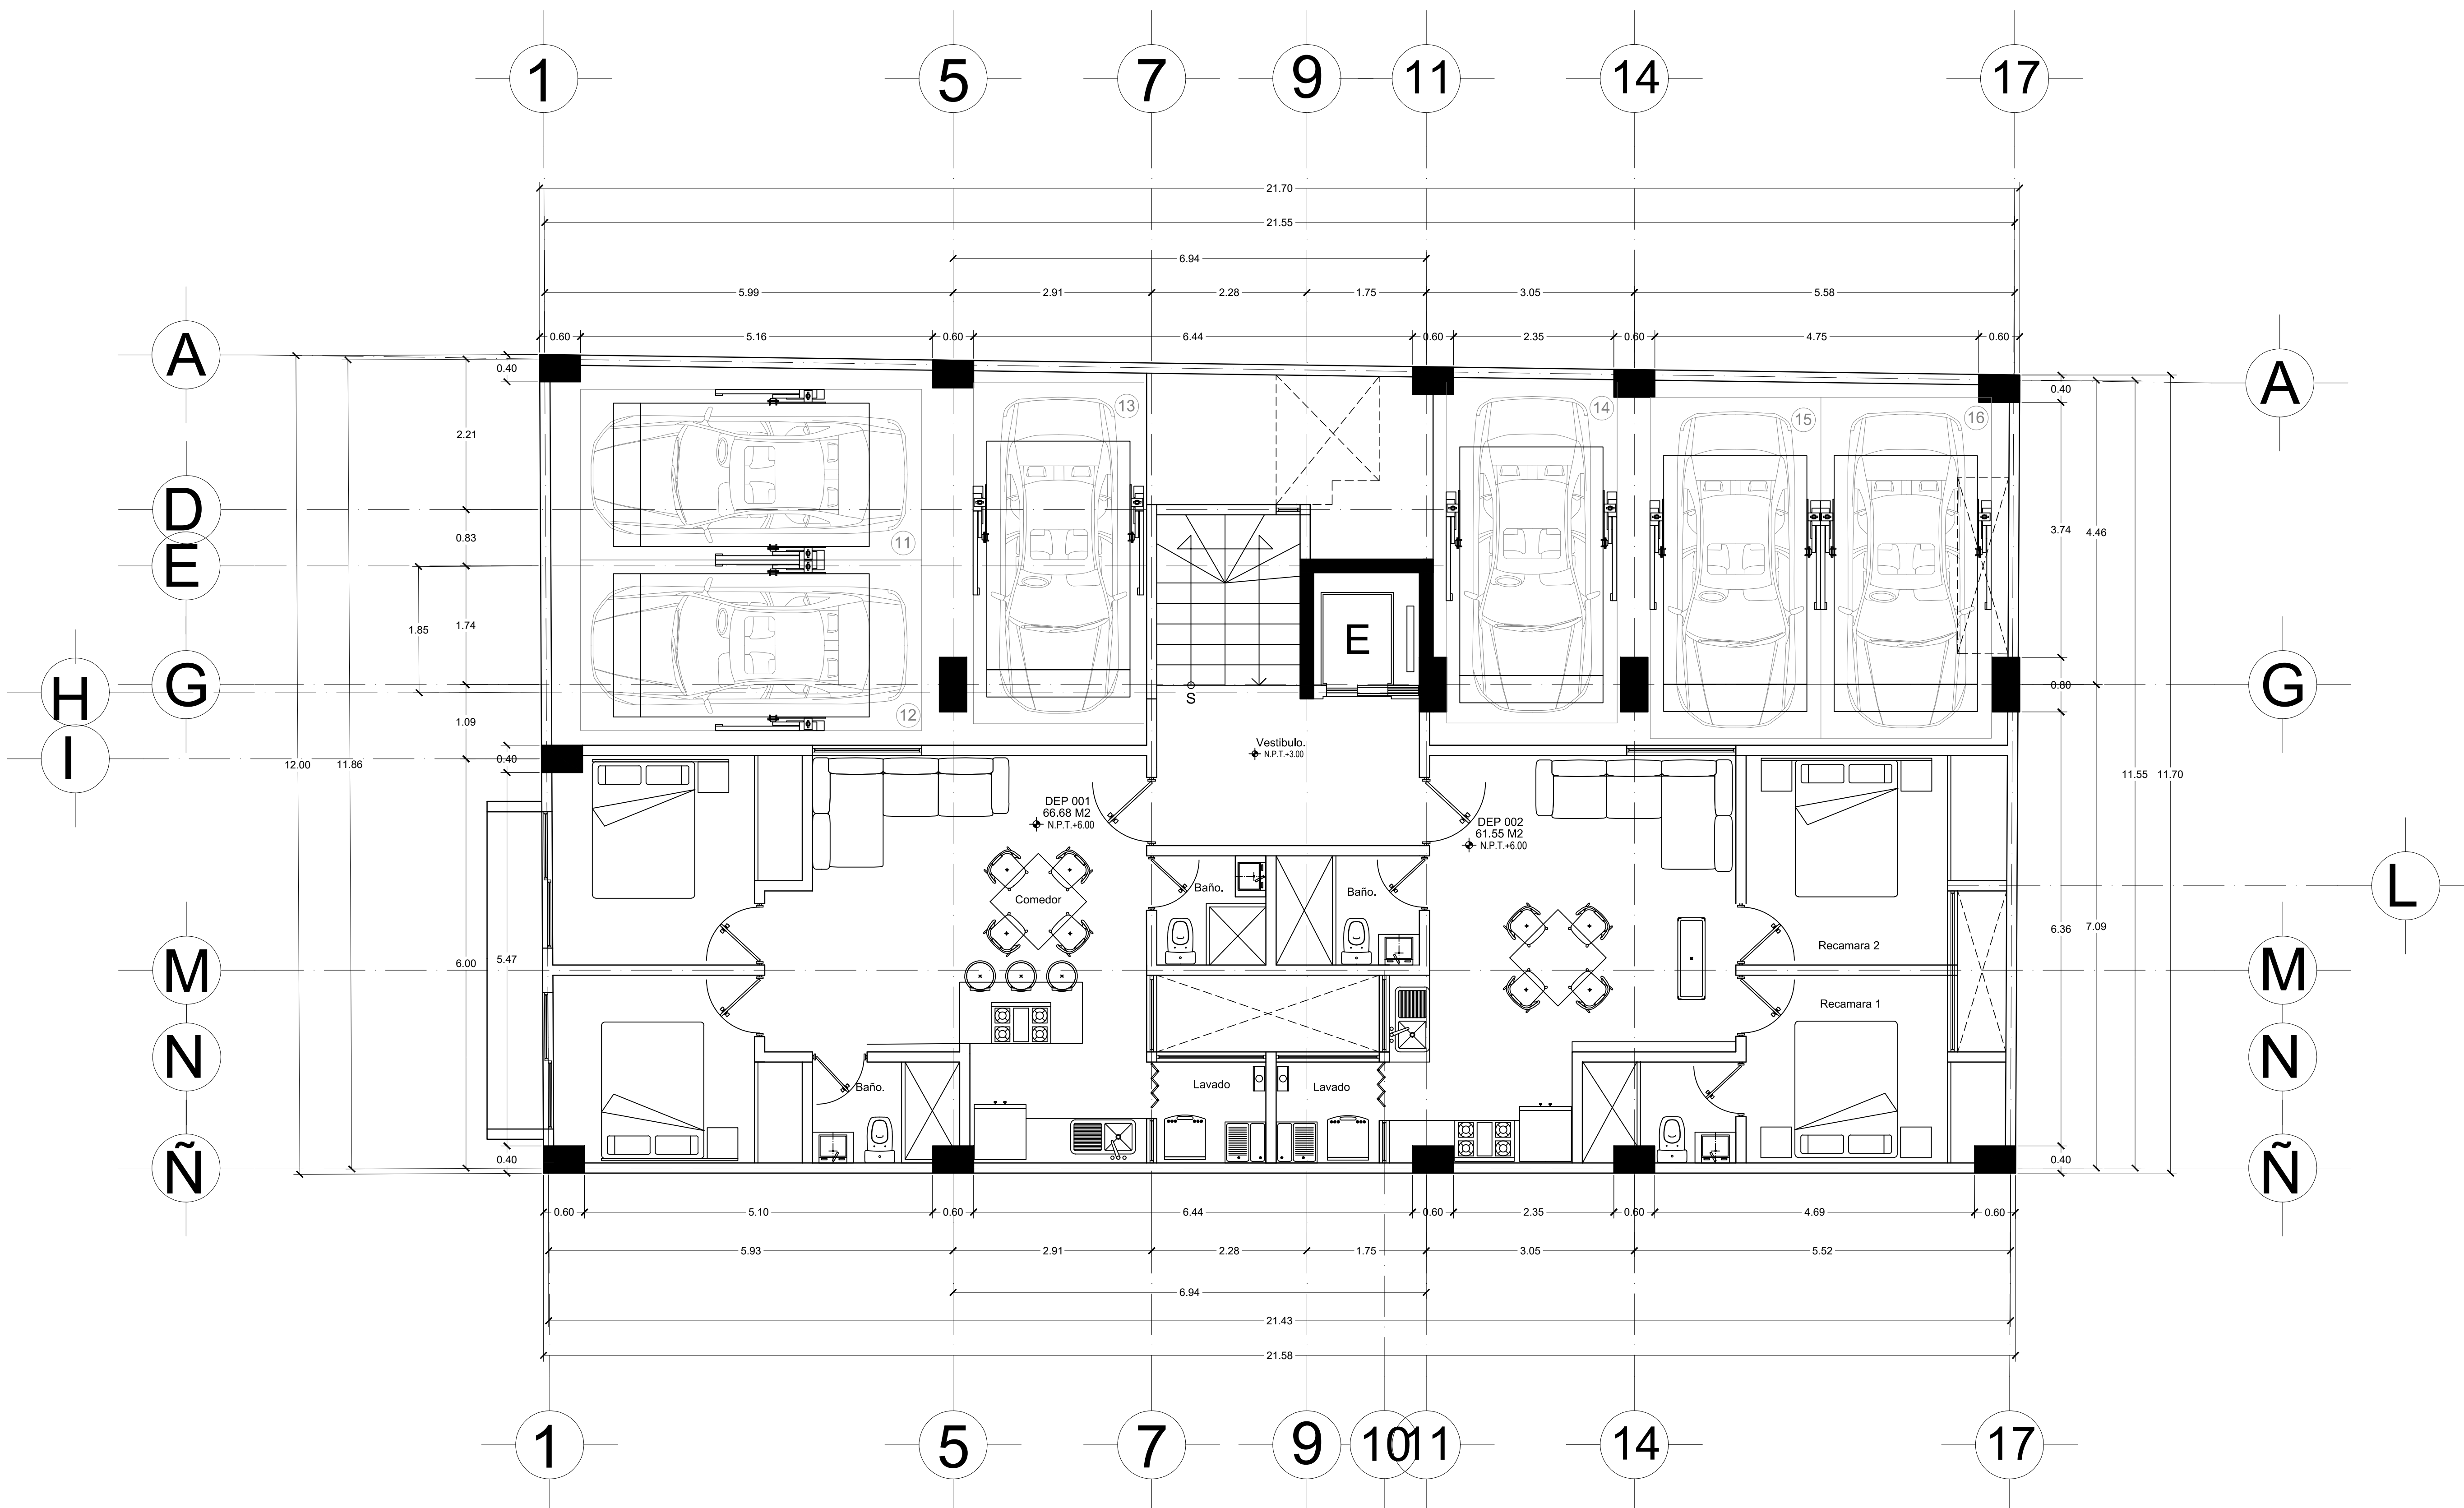 1 5 7 9 11 14 17
21.70
21.55
6.94
5.99 2.91 2.28 1.75 3.05 5.58
0.60 5.16 0.60 6.44 0.60 2.35 0.60 4.75 0.60
A A
0.40 0.40
13 14 15 16
2.21
D
0.83 11 3.74 4.46
E
1.85 1.74 E
G G
H 0.80
S
12
1.09
Vestibulo.
N.P.T.+3.00
I
0.40
12.00 11.86
11.55 11.70
DEP 001
66.68 M2
N.P.T.+6.00
DEP 002
61.55 M2
N.P.T.+6.00
L
Baño. Baño.
Comedor
6.36 7.09
Recamara 2
6.00 5.47
M M
Recamara 1
N N
Baño. Lavado Lavado
0.40 0.40
Ñ Ñ
0.60 5.10 0.60 6.44 0.60 2.35 0.60 4.69 0.60
5.93 2.91 2.28 1.75 3.05 5.52
6.94
21.43
21.58
1 5 7 9 10 11 14 17